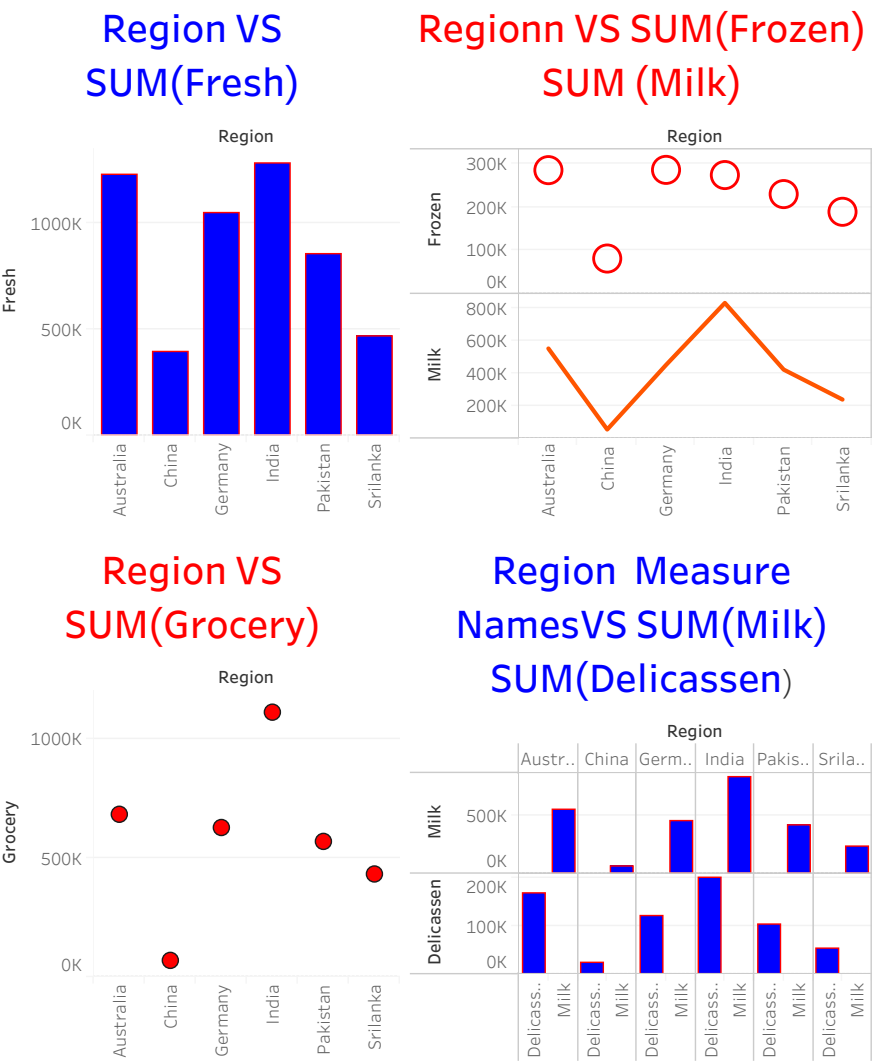 Region VS
SUM(Fresh)
Region
Fresh
1000K
500K
0K
Australia
China
Germany
India
Pakistan
Srilanka
Regionn VS SUM(Frozen)
SUM (Milk)
Region
Frozen
300K
200K
100K
0K
Milk
800K
600K
400K
200K
Australia
China
Germany
India
Pakistan
Srilanka
Region VS
SUM(Grocery)
Region
Grocery
1000K
500K
0K
Australia
China
Germany
India
Pakistan
Srilanka
Region  Measure
NamesVS SUM(Milk)
SUM(Delicassen)
Region
Austr.. China Germ.. India Pakis.. Srila..
Milk
500K
0K
Delicassen
200K
100K
0K
Delicass..
Milk
Delicass..
Milk
Delicass..
Milk
Delicass..
Milk
Delicass..
Milk
Delicass..
Milk